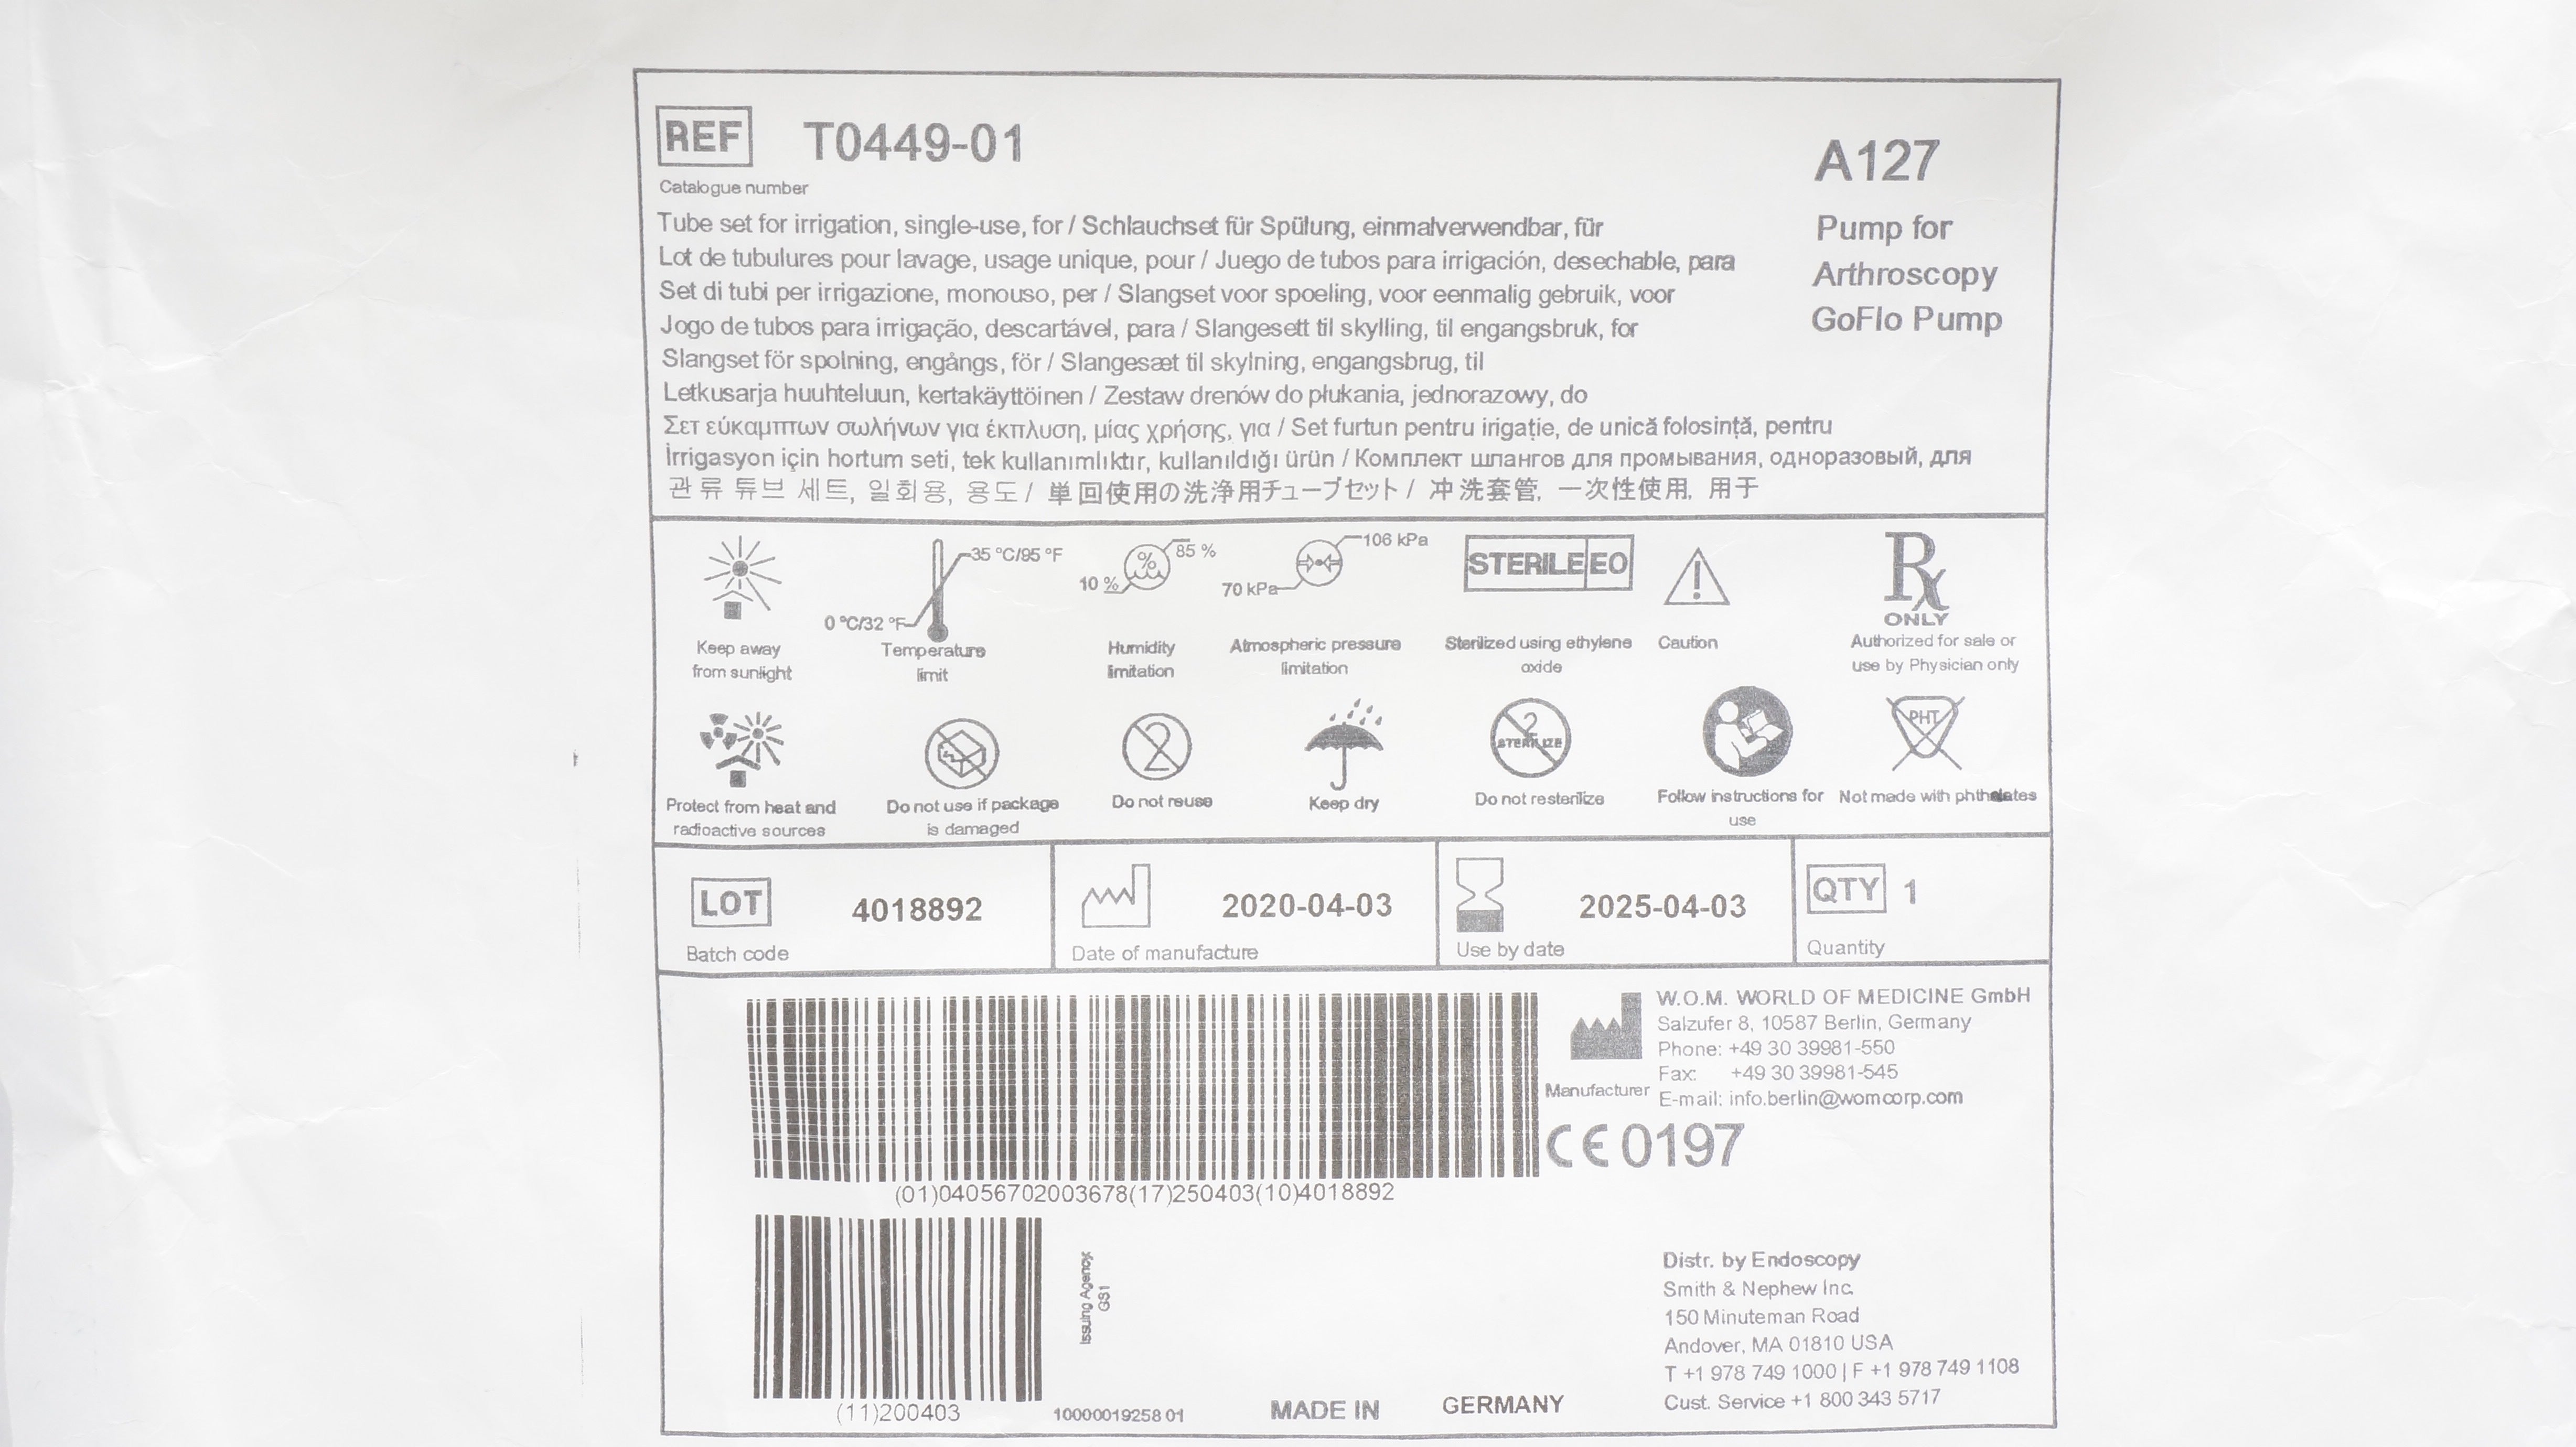 REF T0449-01
Catalogue number
A127
Pump for
Arthroscopy
GoFlo Pump
Tube set for irrigation, single-use, for / Schlauchset für Spülung, einmalverwendbar, für
Lot de tubulures pour lavage, usage unique, pour / Juego de tubos para irrigación, desechable, para
Set di tubi per irrigazione, monouso, per / Slangset voor spoeling, voor eenmalig gebruik, voor
Jogo de tubos para irrigação, descartável, para / Slangesett til skylling, til engangsbruk, for
Slangset för spolning, engångs, för / Slangesæt til skylning, engangsbrug, til
Letkusarja huuhteluun, kertakäyttöinen / Zestaw drenów do płukania, jednorazowy, do
Σετ εύκαμπτων σωλήνων για έκπλυση, μίας χρήσης, για / Set furtun pentru irigație, de unică folosință, pentru
İrrigasyon için hortum seti, tek kullanımlıktır, kullanıldığı ürün / Комплект шлангов для промывания, одноразовый, для
관류 튜브 세트, 일회용, 용도 / 単回使用の洗浄用チューブセット / 冲洗套管, 一次性使用, 用于
35 °C/95 °F
0 °C/32 °F
%
85 %
10 %
106 kPa
70 kPa
STERILE EO
Rx
ONLY
Keep away
from sunlight
Temperature
limit
Humidity
limitation
Atmospheric pressure
limitation
Sterilized using ethylene
oxide
Caution
Authorized for sale or
use by Physician only
2
2
STERILIZE
PHT
Protect from heat and
radioactive sources
Do not use if package
is damaged
Do not reuse
Keep dry
Do not resterilize
Follow instructions for
use
Not made with phthalates
LOT 4018892
Batch code
2020-04-03
Date of manufacture
2025-04-03
Use by date
QTY 1
Quantity
(01)04056702003678(17)250403(10)4018892
Manufacturer
W.O.M. WORLD OF MEDICINE GmbH
Salzufer 8, 10587 Berlin, Germany
Phone: +49 30 39981-550
Fax: +49 30 39981-545
E-mail: info.berlin@womcorp.com
CE 0197
(11)200403
Issuing Agency
GS1
10000019258 01
MADE IN GERMANY
Distr. by Endoscopy
Smith & Nephew Inc.
150 Minuteman Road
Andover, MA 01810 USA
T +1 978 749 1000 | F +1 978 749 1108
Cust. Service +1 800 343 5717